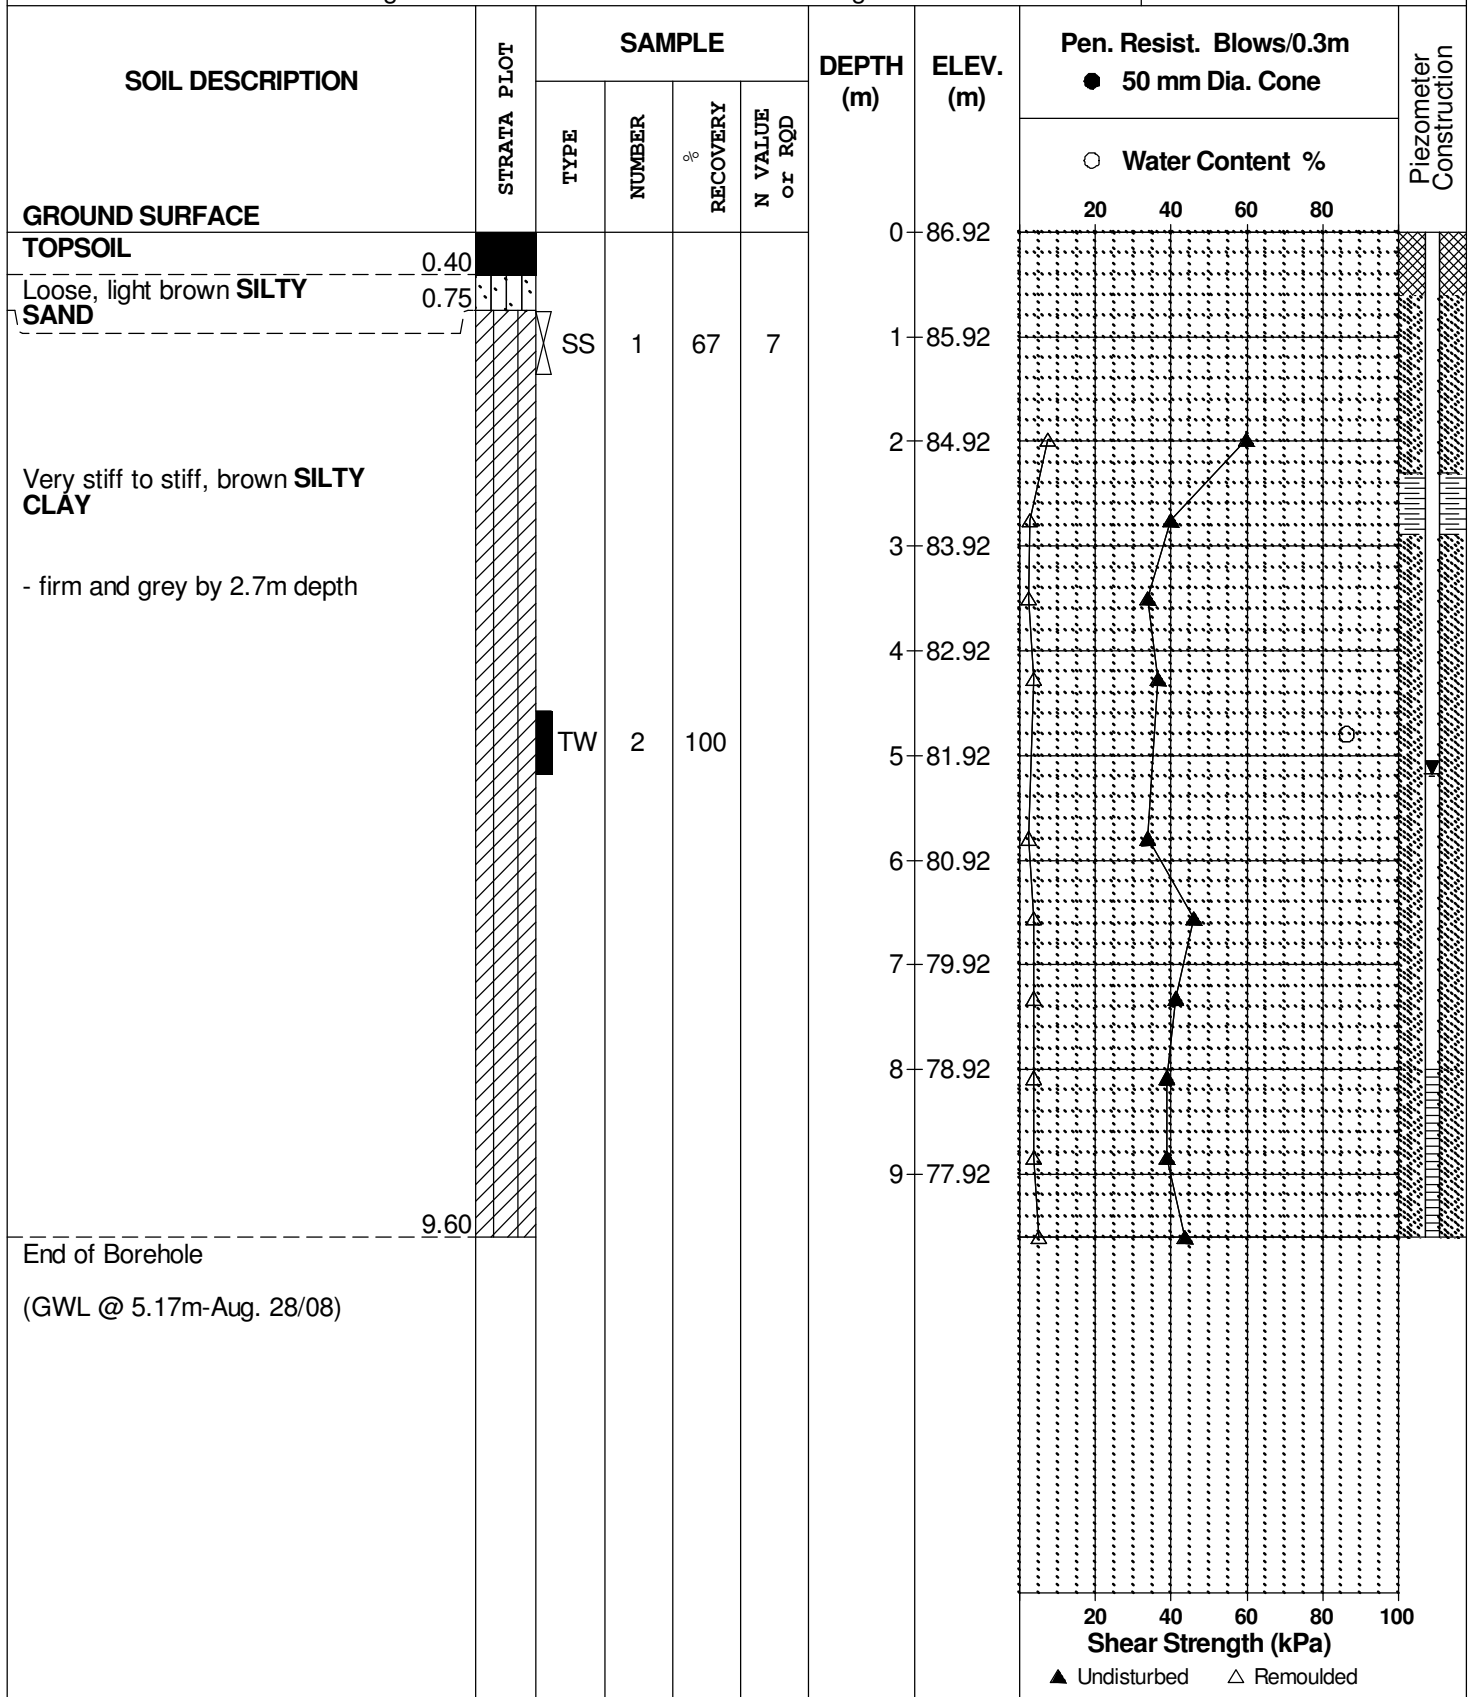 SOIL DESCRIPTION
STRATA PLOT
SAMPLE
TYPE
NUMBER
% RECOVERY
N VALUE or RQD
DEPTH (m)
ELEV. (m)
Pen. Resist. Blows/0.3m
● 50 mm Dia. Cone
○ Water Content %
20 40 60 80
Piezometer Construction
GROUND SURFACE
0 86.92
TOPSOIL
0.40
Loose, light brown SILTY SAND
0.75
SS 1 67 7
1 85.92
2 84.92
Very stiff to stiff, brown SILTY CLAY
3 83.92
- firm and grey by 2.7m depth
4 82.92
TW 2 100
5 81.92
6 80.92
7 79.92
8 78.92
9 77.92
9.60
End of Borehole
(GWL @ 5.17m-Aug. 28/08)
20 40 60 80 100
Shear Strength (kPa)
▲ Undisturbed △ Remoulded